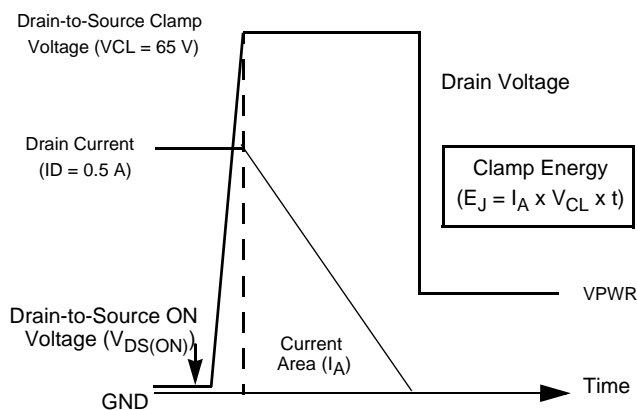 Drain-to-Source Clamp
Voltage (VCL = 65 V)
Drain Voltage
Drain Current
(ID = 0.5 A)
Clamp Energy
(EJ = IA x VCL x t)
VPWR
Drain-to-Source ON
Voltage (VDS(ON))
Current
Area (IA)
GND
Time